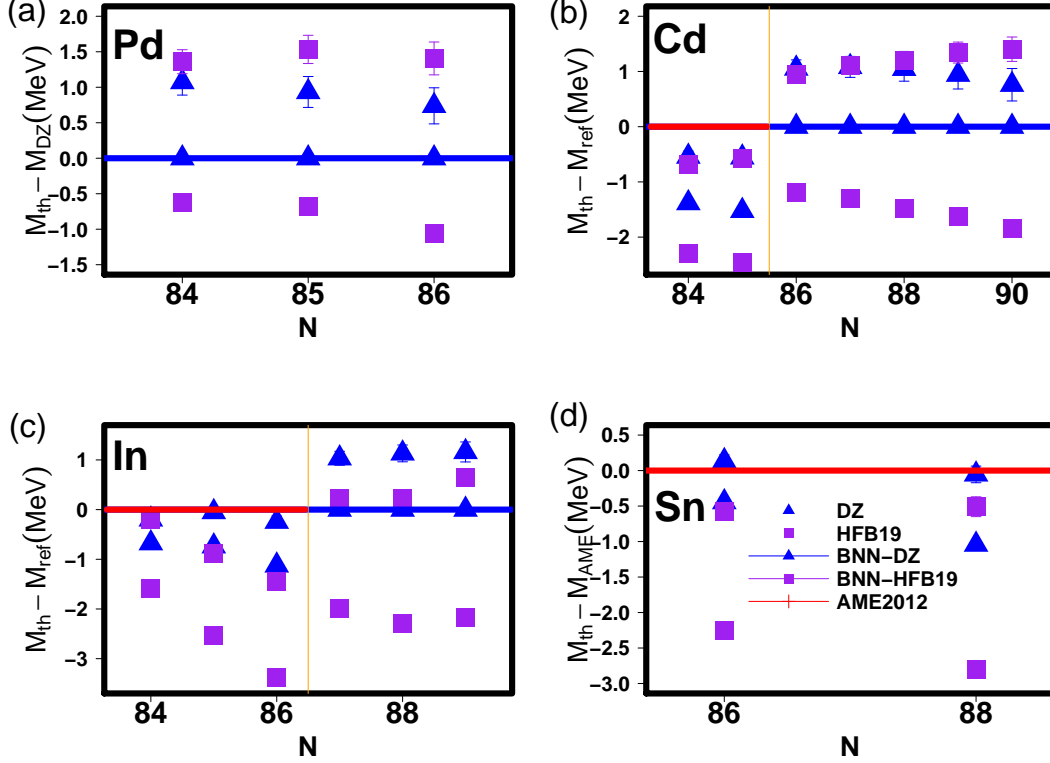 (a)
Pd
M_th − M_DZ(MeV)
2.0
1.5
1.0
0.5
0.0
−0.5
−1.0
−1.5
84 85 86
N
(b)
Cd
M_th − M_ref(MeV)
2
1
0
−1
−2
84 86 88 90
N
(c)
In
M_th − M_ref(MeV)
1
0
−1
−2
−3
84 86 88
N
(d)
Sn
M_th − M_AME(MeV)
0.5
0.0
−0.5
−1.0
−1.5
−2.0
−2.5
−3.0
DZ
HFB19
BNN−DZ
BNN−HFB19
AME2012
86 88
N